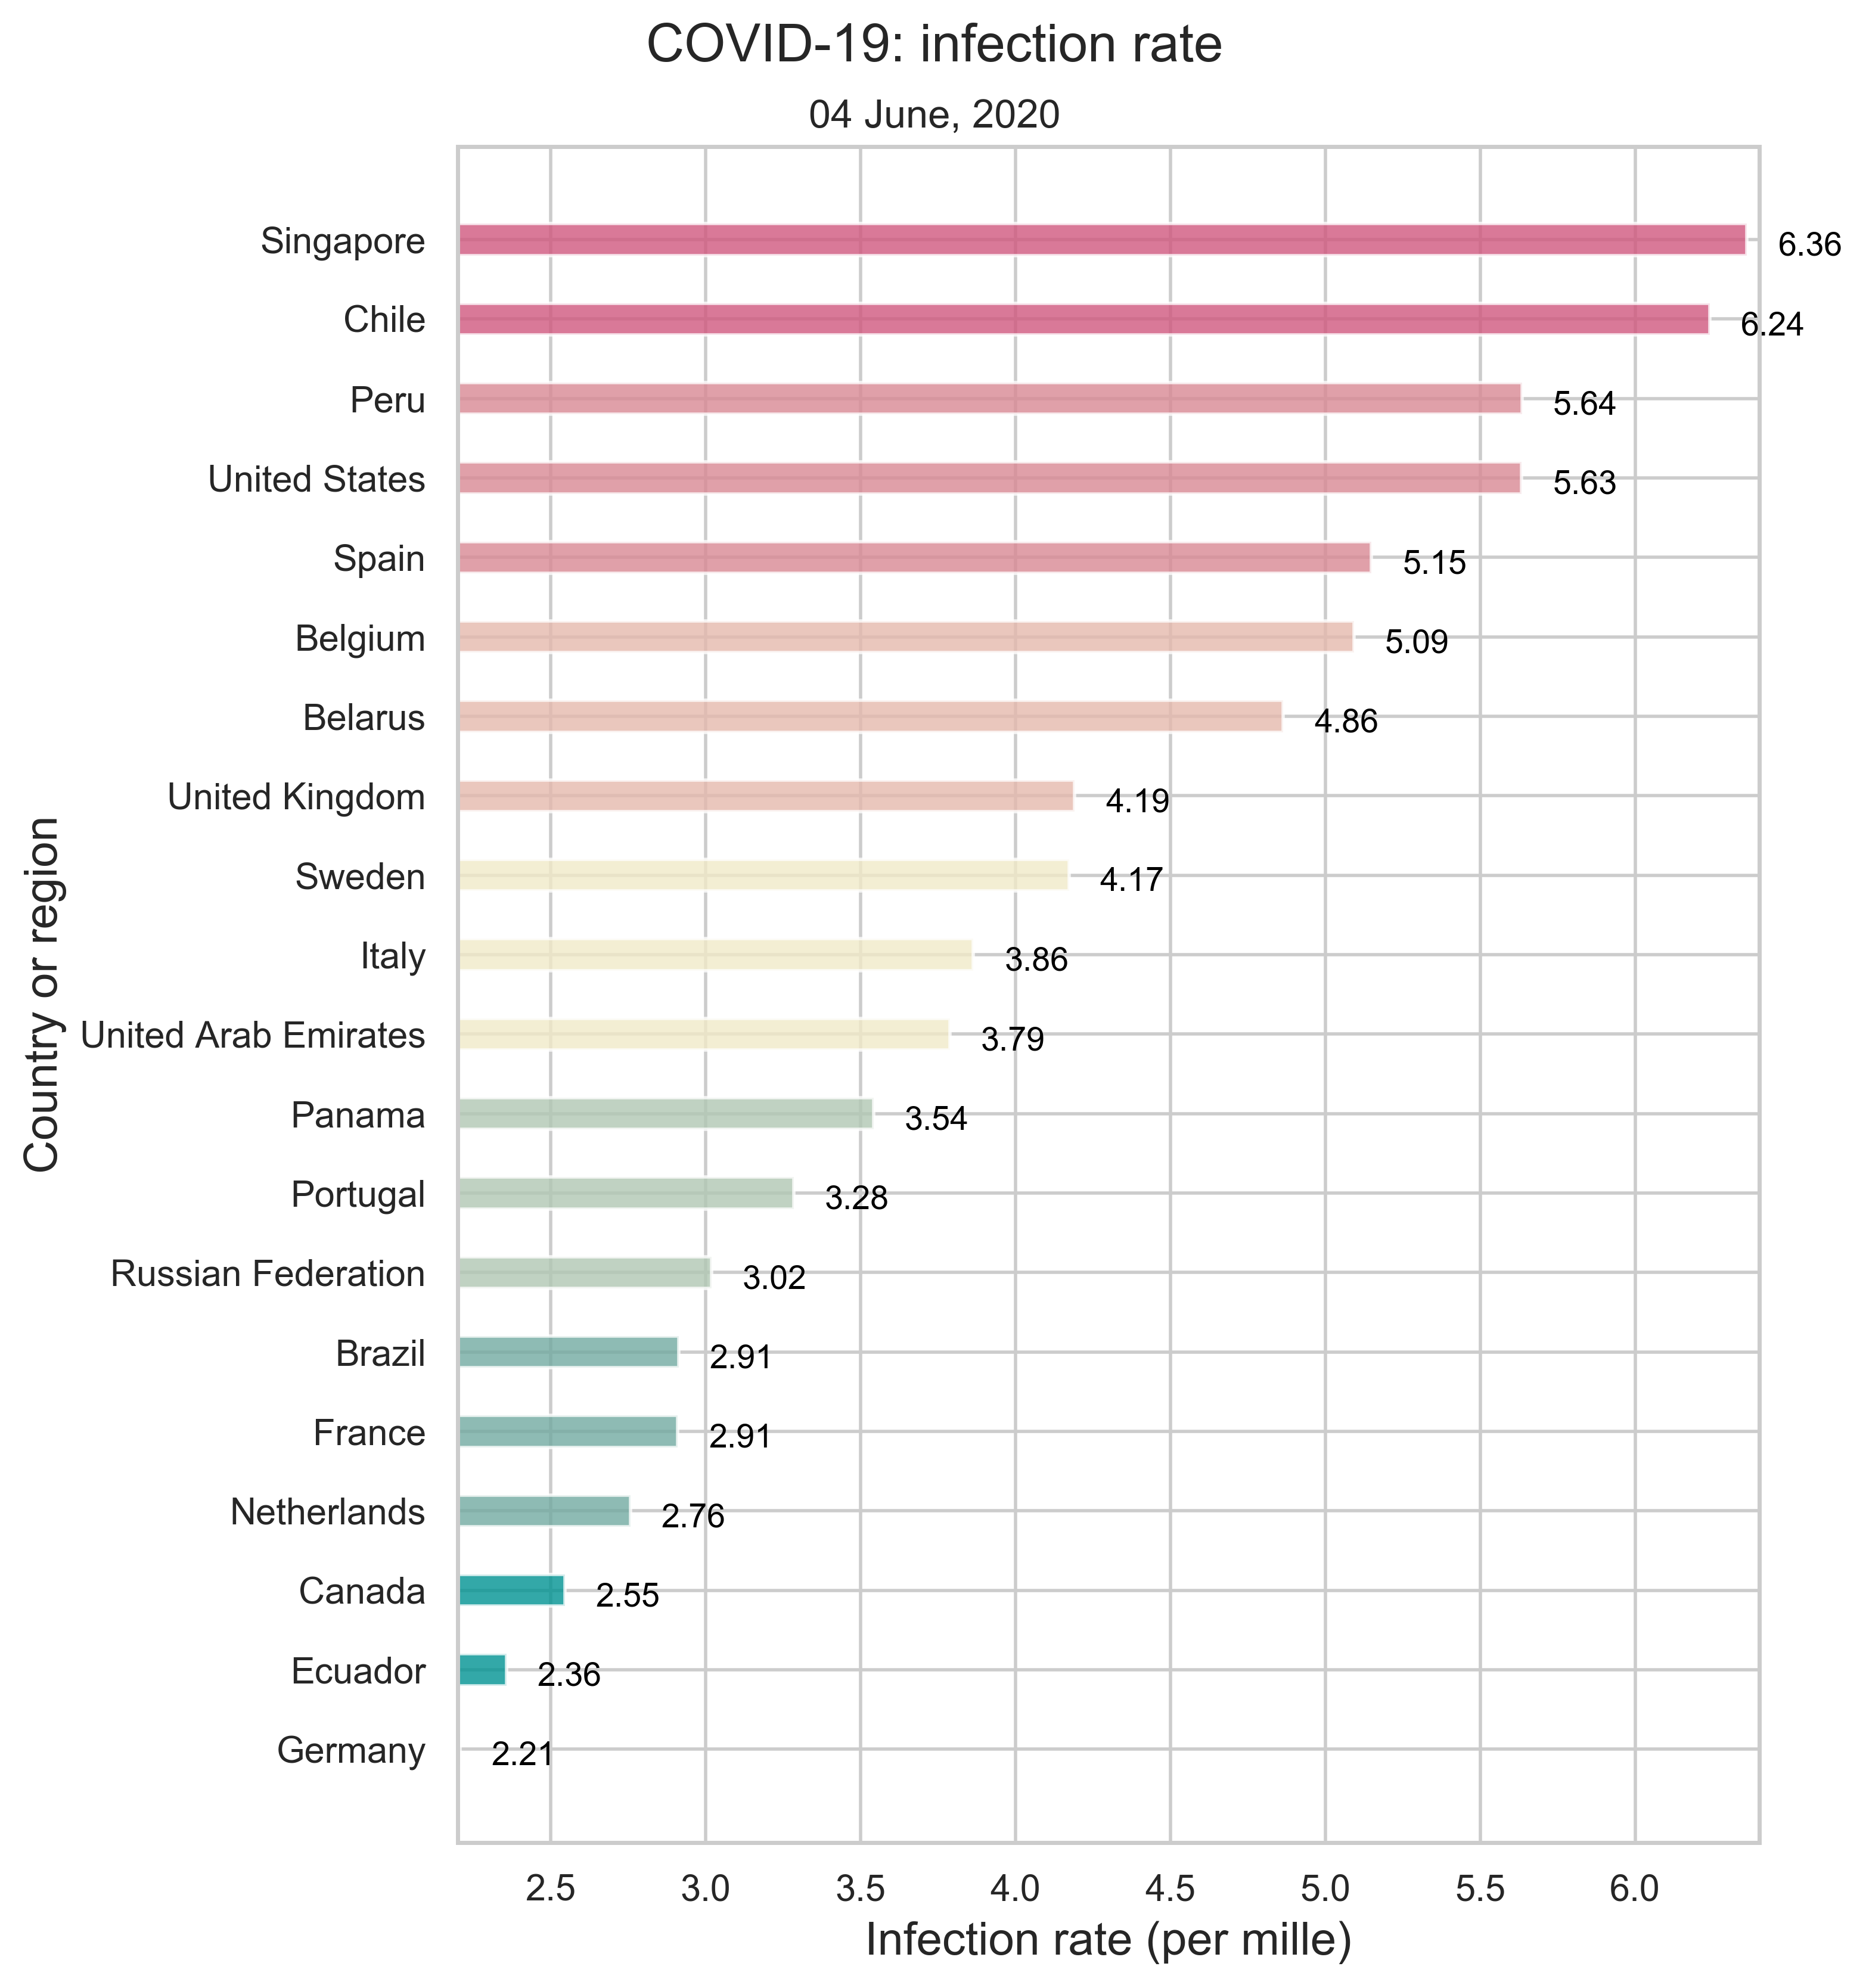 COVID-19: infection rate
04 June, 2020
Country or region
Singapore 6.36
Chile 6.24
Peru 5.64
United States 5.63
Spain 5.15
Belgium 5.09
Belarus 4.86
United Kingdom 4.19
Sweden 4.17
Italy 3.86
United Arab Emirates 3.79
Panama 3.54
Portugal 3.28
Russian Federation 3.02
Brazil 2.91
France 2.91
Netherlands 2.76
Canada 2.55
Ecuador 2.36
Germany 2.21
2.5 3.0 3.5 4.0 4.5 5.0 5.5 6.0
Infection rate (per mille)